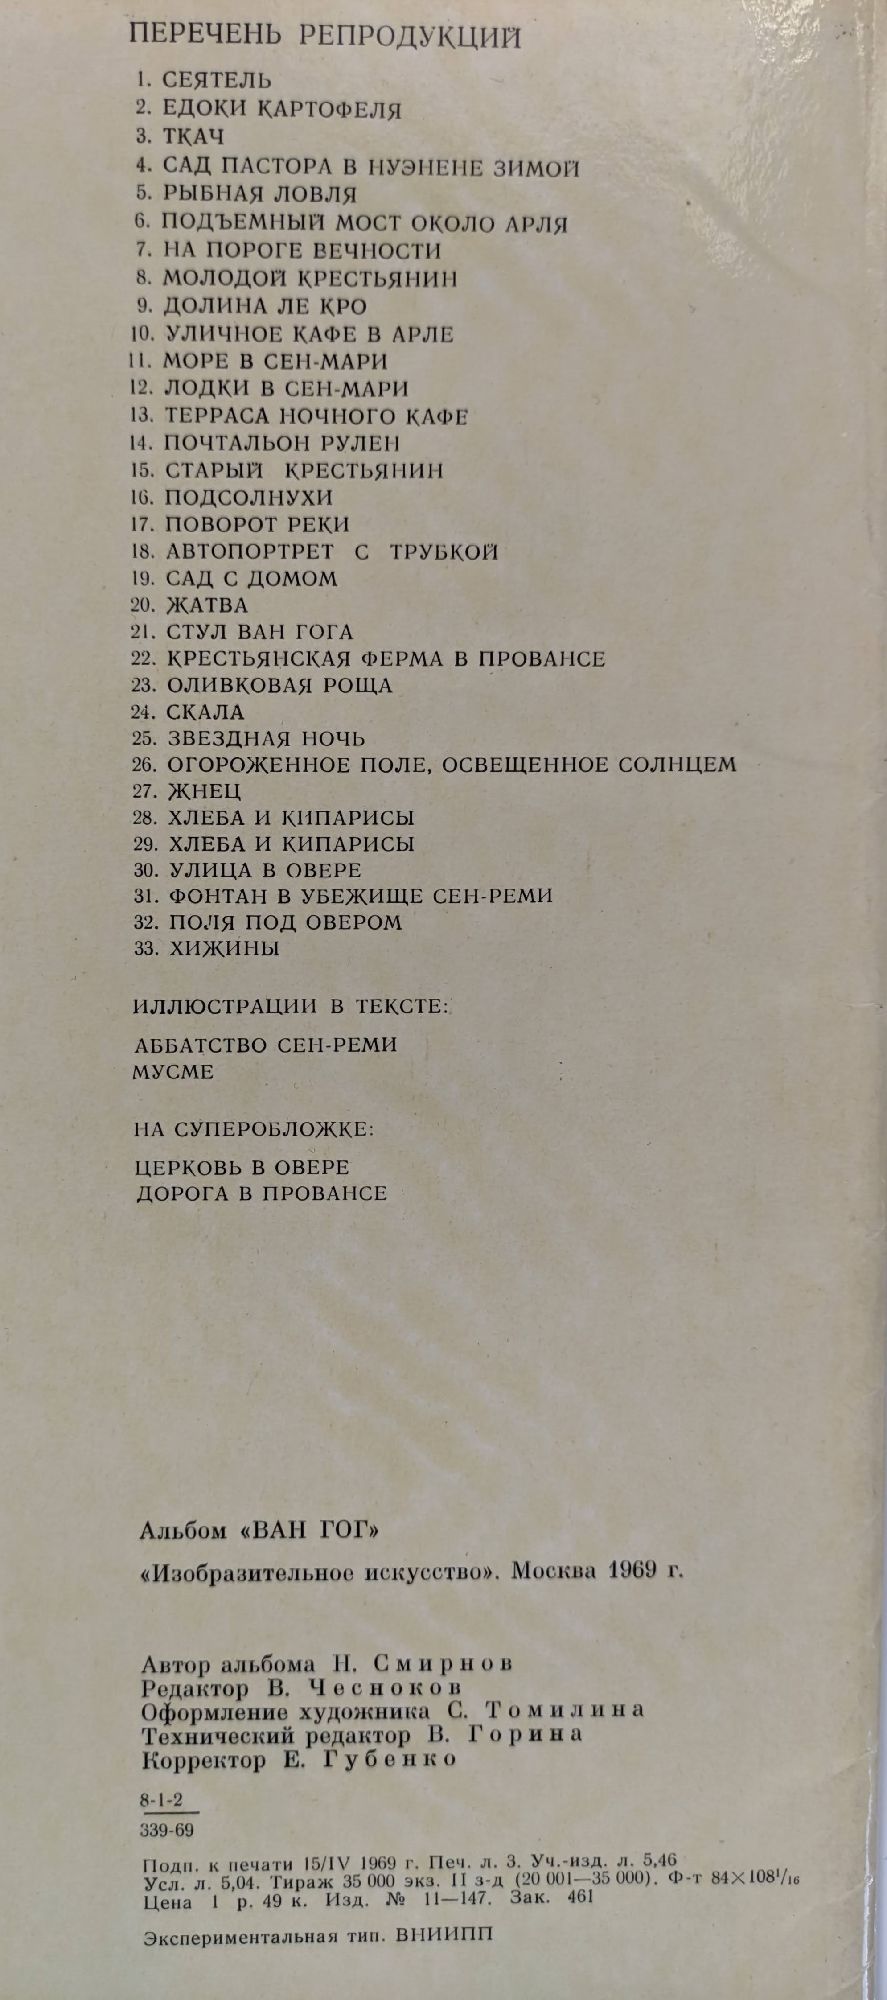 ПЕРЕЧЕНЬ РЕПРОДУКЦИЙ
1. СЕЯТЕЛЬ
2. ЕДОКИ КАРТОФЕЛЯ
3. ТКАЧ
4. САД ПАСТОРА В НУЭНЕНЕ ЗИМОЙ
5. РЫБНАЯ ЛОВЛЯ
6. ПОДЪЕМНЫЙ МОСТ ОКОЛО АРЛЯ
7. НА ПОРОГЕ ВЕЧНОСТИ
8. МОЛОДОЙ КРЕСТЬЯНИН
9. ДОЛИНА ЛЕ КРО
10. УЛИЧНОЕ КАФЕ В АРЛЕ
11. МОРЕ В СЕН-МАРИ
12. ЛОДКИ В СЕН-МАРИ
13. ТЕРРАСА НОЧНОГО КАФЕ
14. ПОЧТАЛЬОН РУЛЕН
15. СТАРЫЙ КРЕСТЬЯНИН
16. ПОДСОЛНУХИ
17. ПОВОРОТ РЕКИ
18. АВТОПОРТРЕТ С ТРУБКОЙ
19. САД С ДОМОМ
20. ЖАТВА
21. СТУЛ ВАН ГОГА
22. КРЕСТЬЯНСКАЯ ФЕРМА В ПРОВАНСЕ
23. ОЛИВКОВАЯ РОЩА
24. СКАЛА
25. ЗВЕЗДНАЯ НОЧЬ
26. ОГОРОЖЕННОЕ ПОЛЕ, ОСВЕЩЕННОЕ СОЛНЦЕМ
27. ЖНЕЦ
28. ХЛЕБА И КИПАРИСЫ
29. ХЛЕБА И КИПАРИСЫ
30. УЛИЦА В ОВЕРЕ
31. ФОНТАН В УБЕЖИЩЕ СЕН-РЕМИ
32. ПОЛЯ ПОД ОВЕРОМ
33. ХИЖИНЫ
ИЛЛЮСТРАЦИИ В ТЕКСТЕ:
АББАТСТВО СЕН-РЕМИ
МУСМЕ
НА СУПЕРОБЛОЖКЕ:
ЦЕРКОВЬ В ОВЕРЕ
ДОРОГА В ПРОВАНСЕ
Альбом «ВАН ГОГ»
«Изобразительное искусство». Москва 1969 г.
Автор альбома Н. Смирнов
Редактор В. Чесноков
Оформление художника С. Томилина
Технический редактор В. Горина
Корректор Е. Губенко
8-1-2
339-69
Подп. к печати 15/IV 1969 г. Печ. л. 3. Уч.-изд. л. 5,46
Усл. л. 5,04. Тираж 35 000 экз. II з-д (20 001—35 000). Ф-т 84×108¹/₁₆
Цена 1 р. 49 к. Изд. № 11—147. Зак. 461
Экспериментальная тип. ВНИИПП